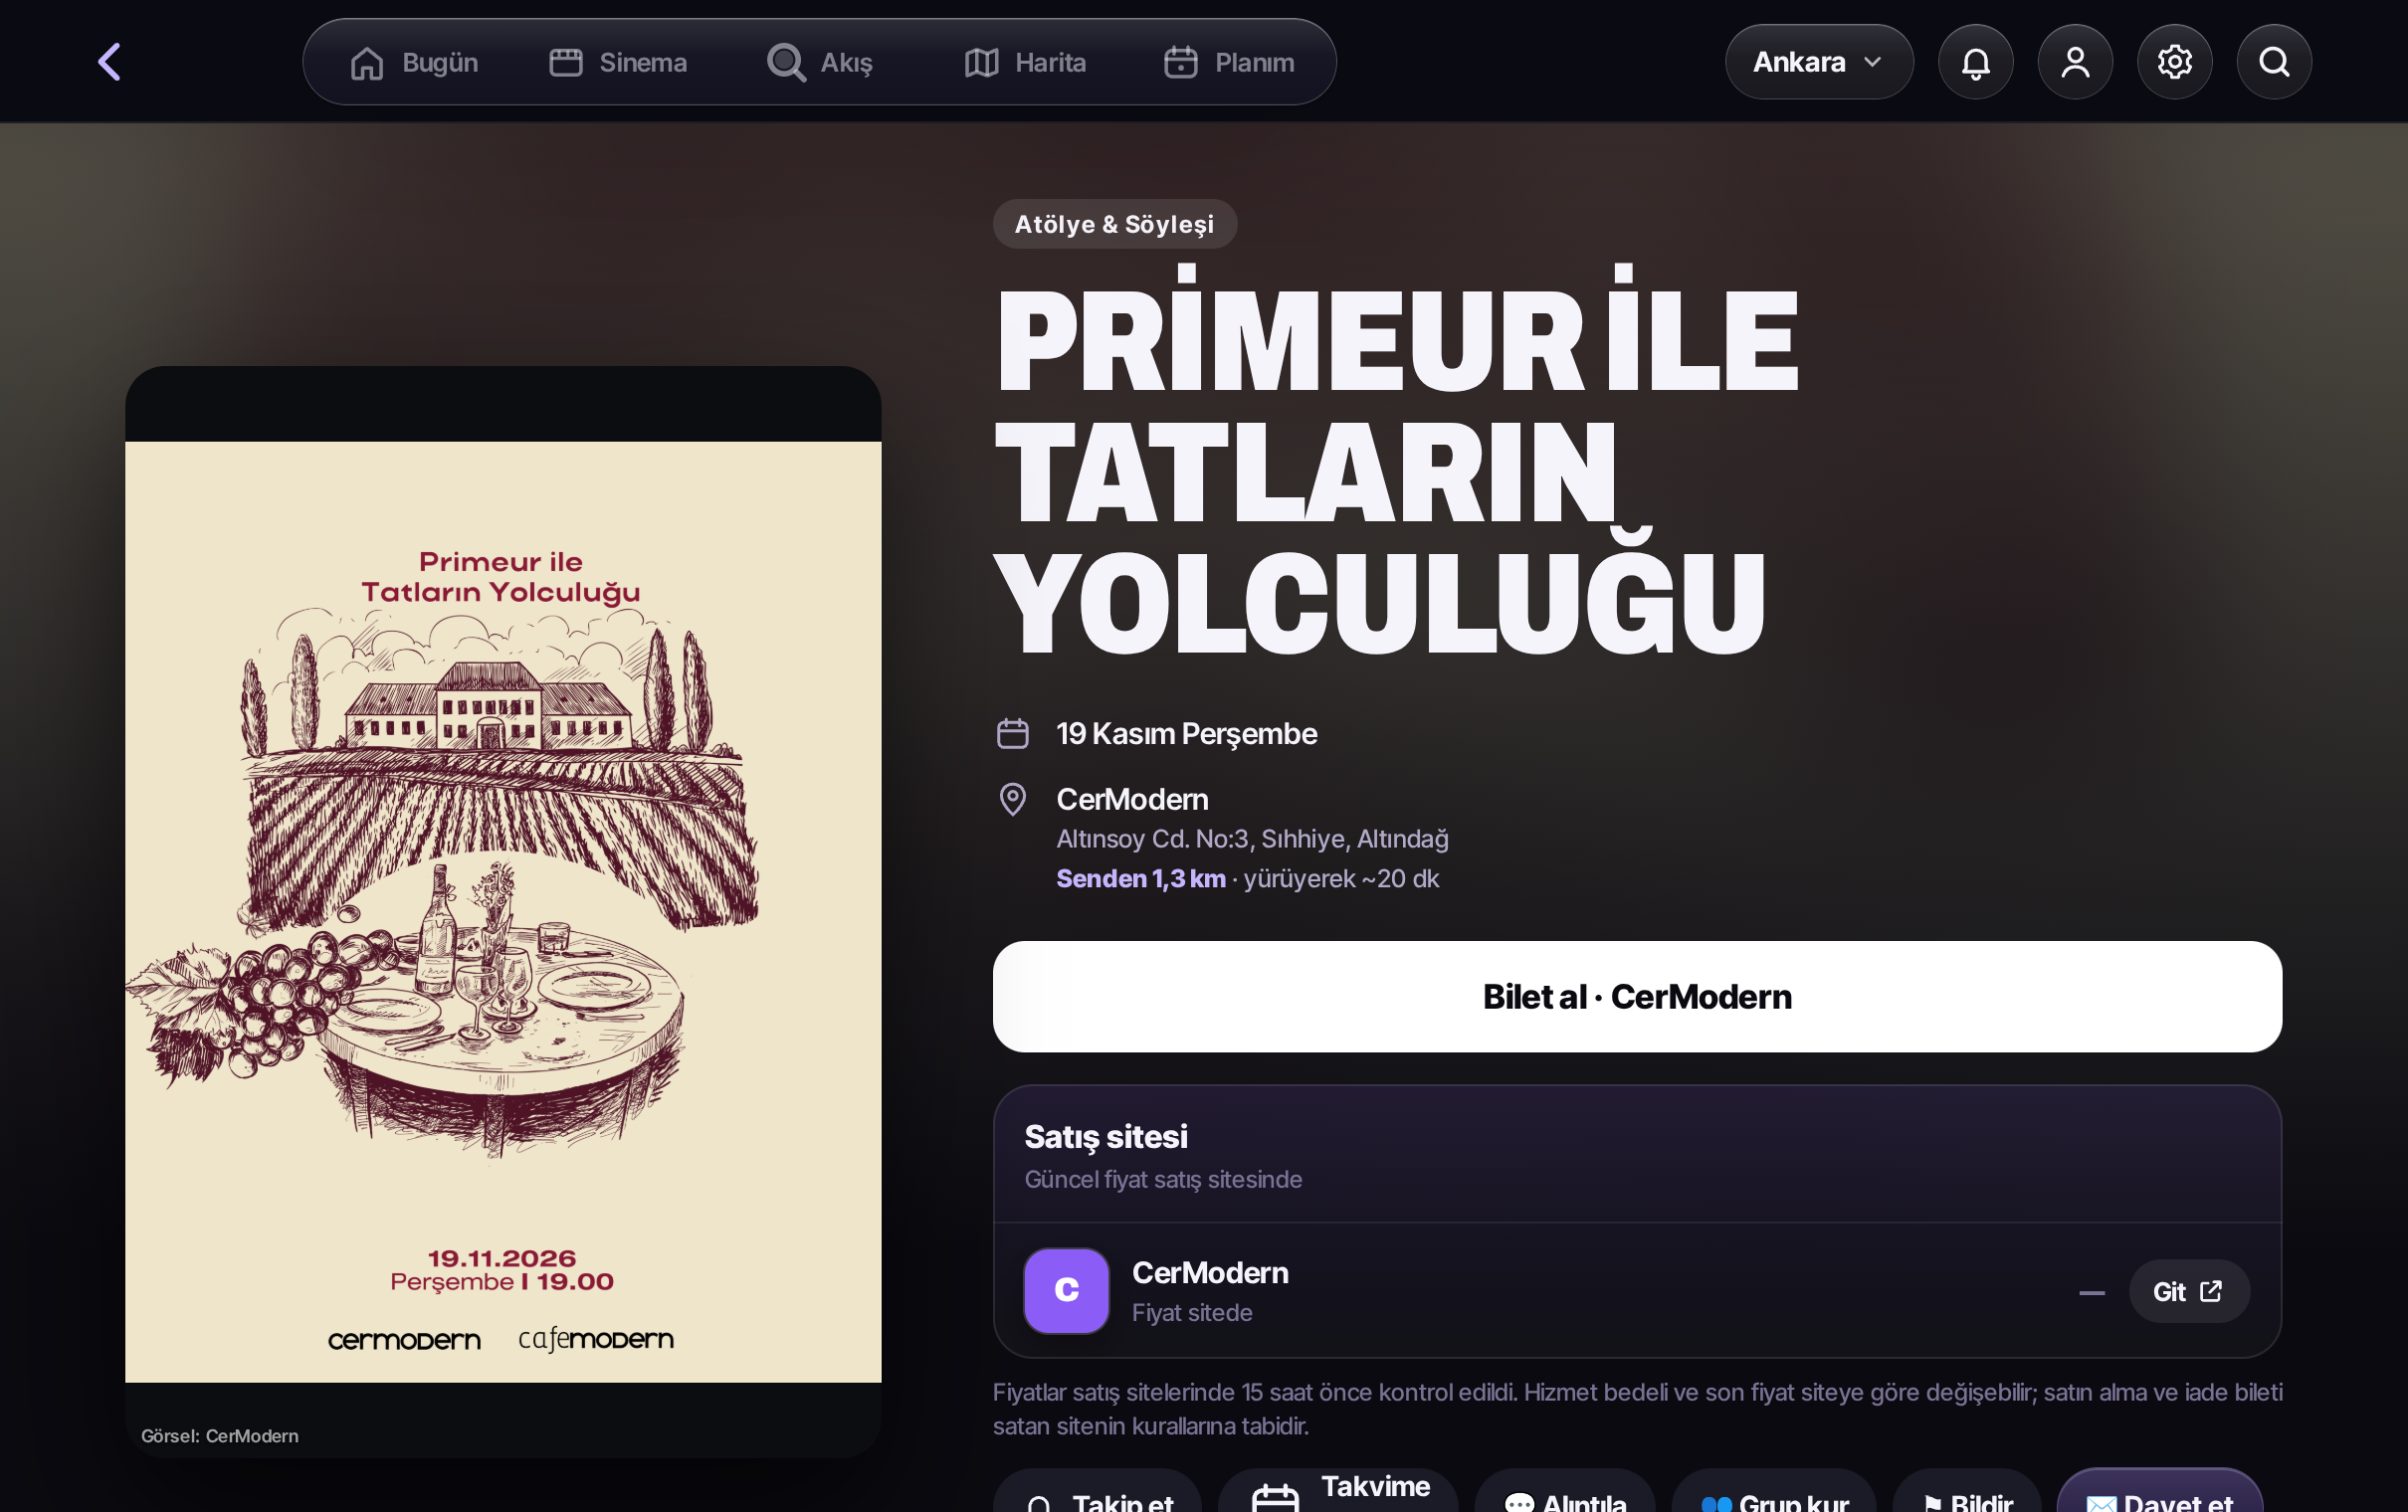 Bugün
Sinema
Akış
Harita
Planım
Ankara
Atölye & Söyleşi
PRİMEUR İLE
TATLARIN
YOLCULUĞU
19 Kasım Perşembe
CerModern
Altınsoy Cd. No:3, Sıhhiye, Altındağ
Senden 1,3 km · yürüyerek ~20 dk
Bilet al · CerModern
Satış sitesi
Güncel fiyat satış sitesinde
C
CerModern
Fiyat sitede
—
Git
Fiyatlar satış sitelerinde 15 saat önce kontrol edildi. Hizmet bedeli ve son fiyat siteye göre değişebilir; satın alma ve iade bileti
satan sitenin kurallarına tabidir.
Takip et
Takvime
Alıntıla
Grup kur
Bildir
Davet et
Primeur ile
Tatların Yolculuğu
19.11.2026
Perşembe I 19.00
cermodern
cafemodern
Görsel: CerModern